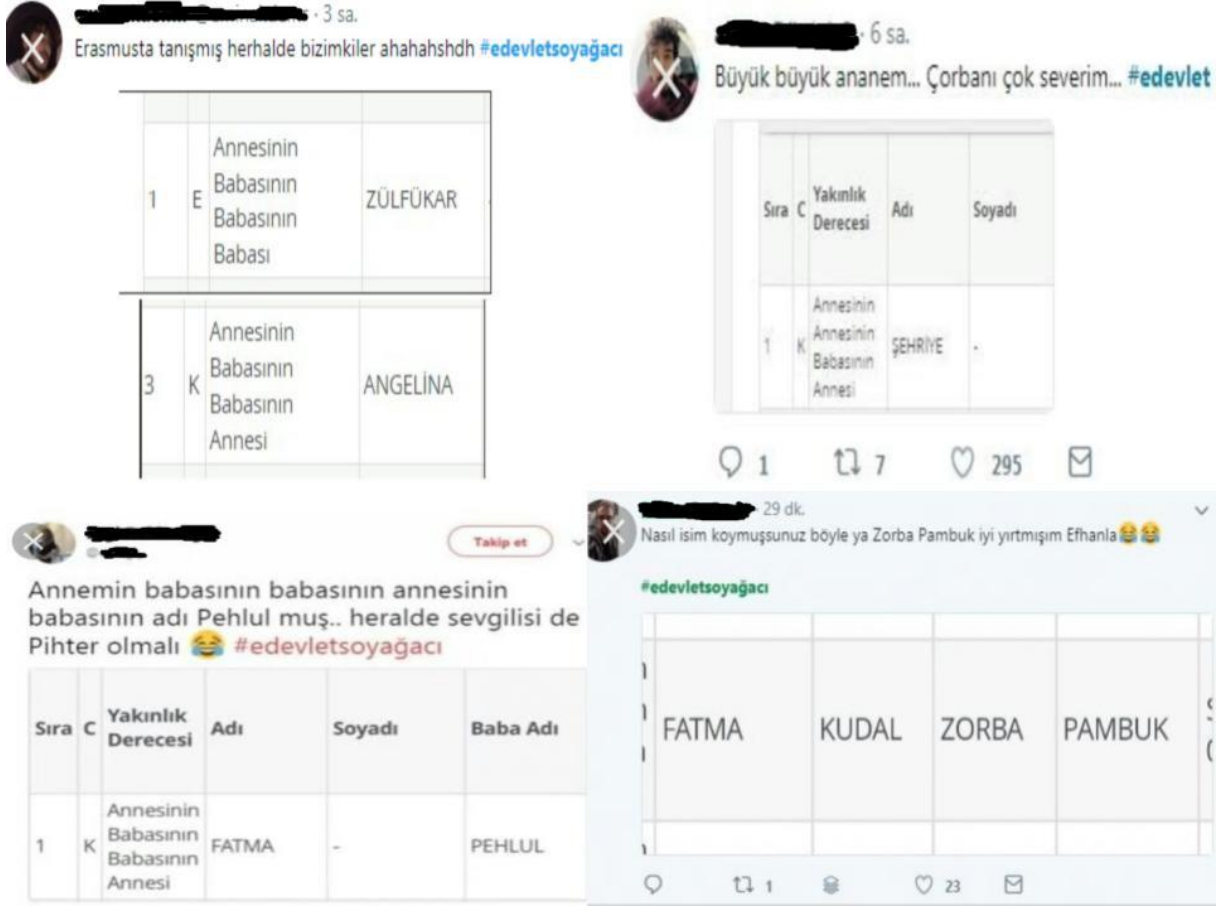 3 sa.
Erasmusta tanışmış herhalde bizimkiler ahahahshdh #edevletsoyağacı
1 E Annesinin Babasının Babasının Babası ZÜLFÜKAR
3 K Annesinin Babasının Babasının Annesi ANGELİNA
6 sa.
Büyük büyük ananem... Çorbanı çok severim... #edevlet
Sıra C Yakınlık Derecesi Adı Soyadı
1 K Annesinin Annesinin Babasının Annesi ŞEHRİYE -
1 7 295
Takip et
Annemin babasının babasının annesinin
babasının adı Pehlul muş.. heralde sevgilisi de
Pihter olmalı 😂 #edevletsoyağacı
Sıra C Yakınlık Derecesi Adı Soyadı Baba Adı
1 K Annesinin Babasının Babasının Annesi FATMA - PEHLUL
29 dk.
Nasıl isim koymuşsunuz böyle ya Zorba Pambuk iyi yırtmışım Efhanla😂😂
#edevletsoyağacı
FATMA KUDAL ZORBA PAMBUK
1 23